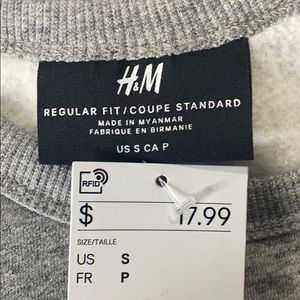 H&M
REGULAR FIT/COUPE STANDARD
MADE IN MYANMAR
FABRIQUE EN BIRMANIE
US S CA P
RFID
$ 17.99
SIZE/TAILLE
US S
FR P